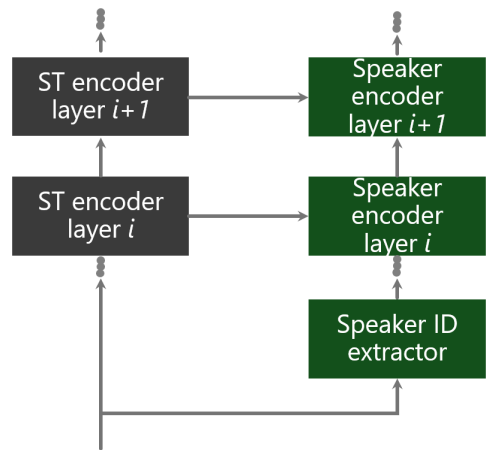 ST encoder
layer i+1
Speaker
encoder
layer i+1
ST encoder
layer i
Speaker
encoder
layer i
Speaker ID
extractor